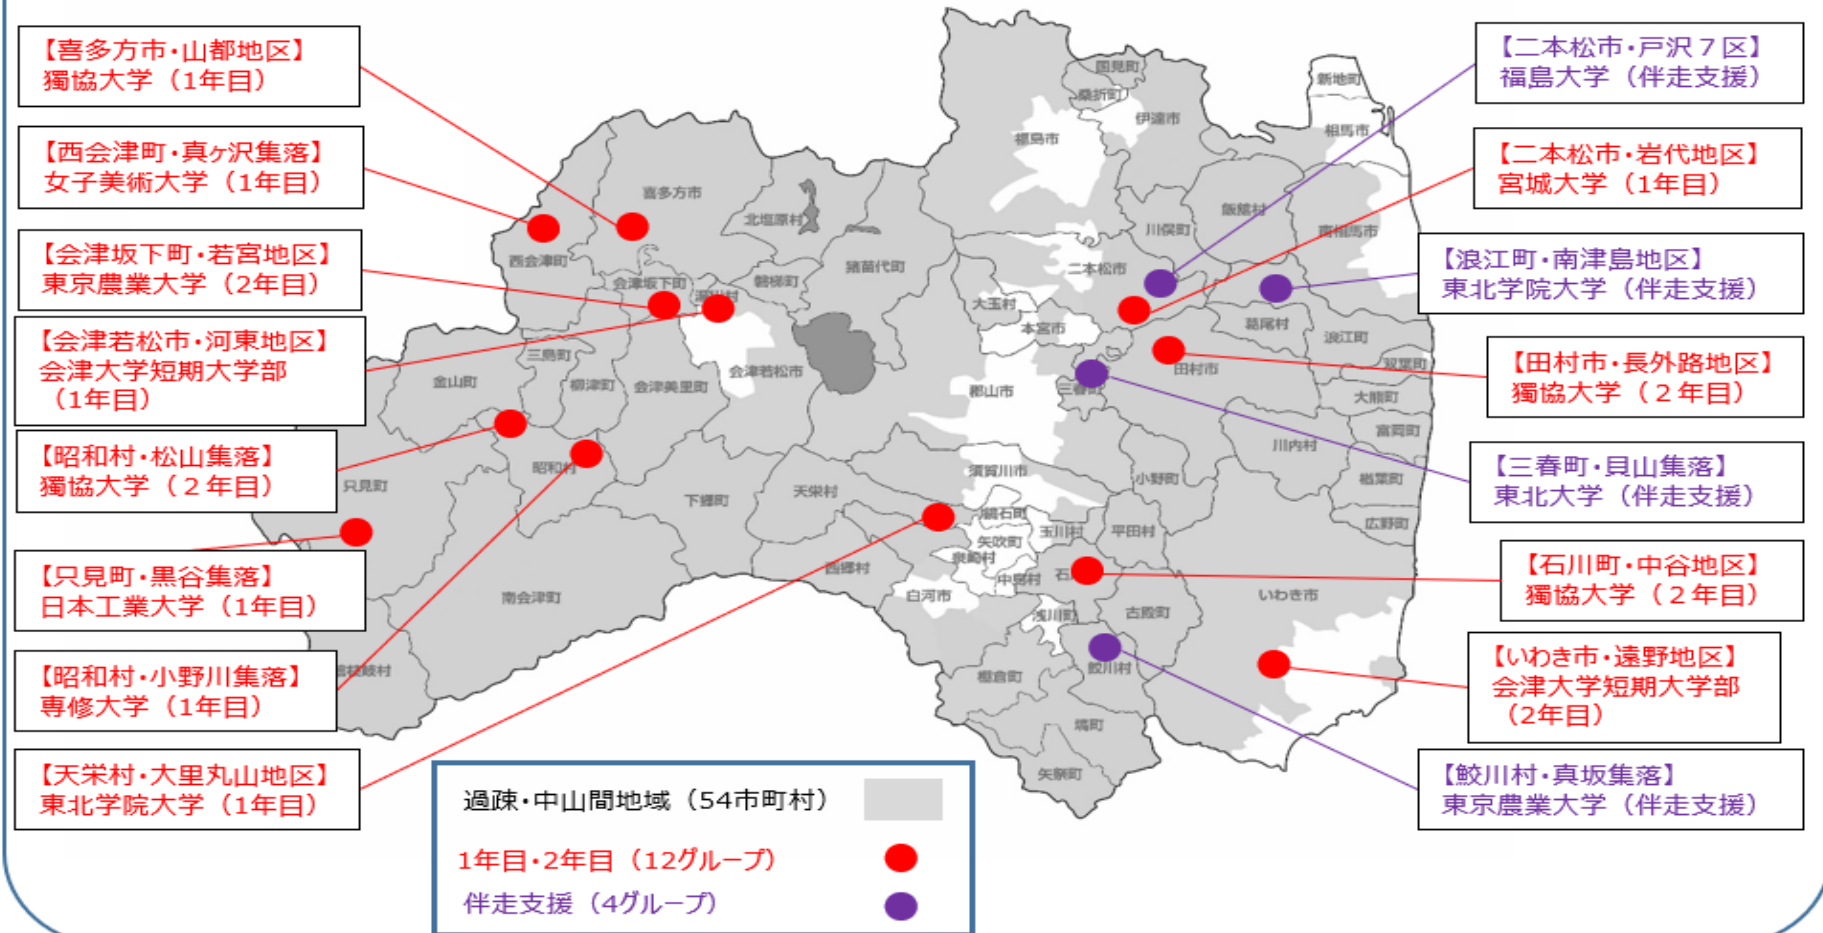 【喜多方市・山都地区】
獨協大学（1年目）
【西会津町・真ヶ沢集落】
女子美術大学（1年目）
【会津坂下町・若宮地区】
東京農業大学（2年目）
【会津若松市・河東地区】
会津大学短期大学部
（1年目）
【昭和村・松山集落】
獨協大学（２年目）
【只見町・黒谷集落】
日本工業大学（1年目）
【昭和村・小野川集落】
専修大学（1年目）
【天栄村・大里丸山地区】
東北学院大学（1年目）
【二本松市・戸沢７区】
福島大学（伴走支援）
【二本松市・岩代地区】
宮城大学（1年目）
【浪江町・南津島地区】
東北学院大学（伴走支援）
【田村市・長外路地区】
獨協大学（２年目）
【三春町・貝山集落】
東北大学（伴走支援）
【石川町・中谷地区】
獨協大学（２年目）
【いわき市・遠野地区】
会津大学短期大学部
（2年目）
【鮫川村・真坂集落】
東京農業大学（伴走支援）
国見町
桑折町
新地町
伊達市
相馬市
福島市
喜多方市
北塩原村
飯舘村
川俣町
南相馬市
西会津町
猪苗代町
二本松市
磐梯町
会津坂下町
大玉村
本宮市
葛尾村
浪江町
三島町
双葉町
会津若松市
田村市
金山町
柳津町
会津美里町
郡山市
三春町
大熊町
富岡町
川内村
昭和村
須賀川市
小野町
楢葉町
只見町
下郷町
天栄村
鏡石町
広野町
玉川村
平田村
矢吹町
泉崎村
西郷村
中島村
石
南会津町
白河市
浅川町
古殿町
いわき市
鮫川村
棚倉町
塙町
矢祭町
過疎・中山間地域（54市町村）
1年目・2年目（12グループ）
伴走支援（4グループ）